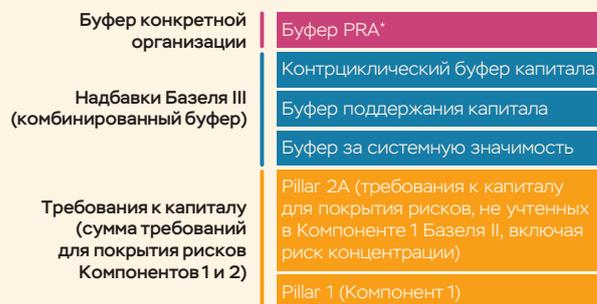 Буфер конкретной
организации
Буфер PRA*
Надбавки Базеля III
(комбинированный буфер)
Контрциклический буфер капитала
Буфер поддержания капитала
Буфер за системную значимость
Требования к капиталу
(сумма требований
для покрытия рисков
Компонентов 1 и 2)
Pillar 2A (требования к капиталу
для покрытия рисков, не учтенных
в Компоненте 1 Базеля II, включая
риск концентрации)
Pillar 1 (Компонент 1)